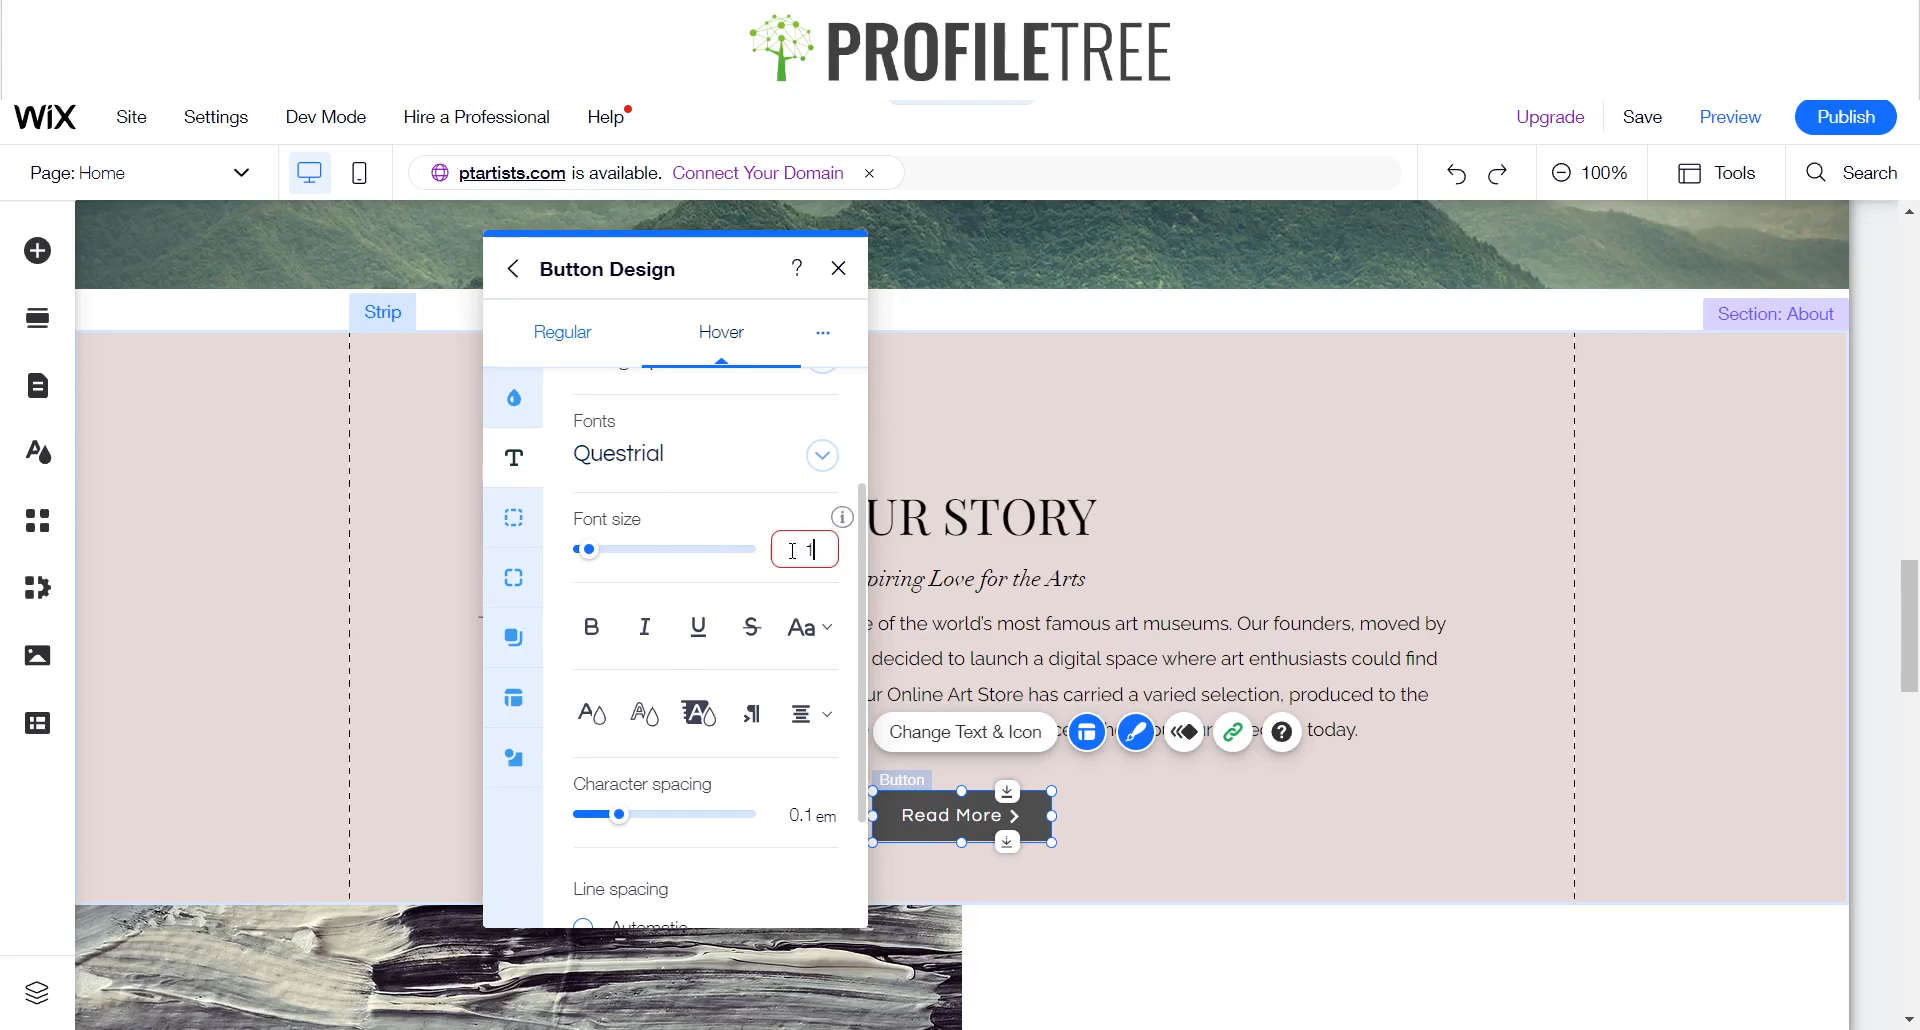 PROFILETREE
WiX Site Settings Dev Mode Hire a Professional Help Upgrade Save Preview Publish
Page: Home ptartists.com is available. Connect Your Domain 100% Tools Search
Button Design ?
Strip
Section: About
Regular Hover
Fonts
Questrial
Font size
1
B I U S Aa
Character spacing
0.1 em
Line spacing
Automatic
UR STORY
piring Love for the Arts
e of the world's most famous art museums. Our founders, moved by
decided to launch a digital space where art enthusiasts could find
ur Online Art Store has carried a varied selection, produced to the
today.
Change Text & Icon
Button
Read More